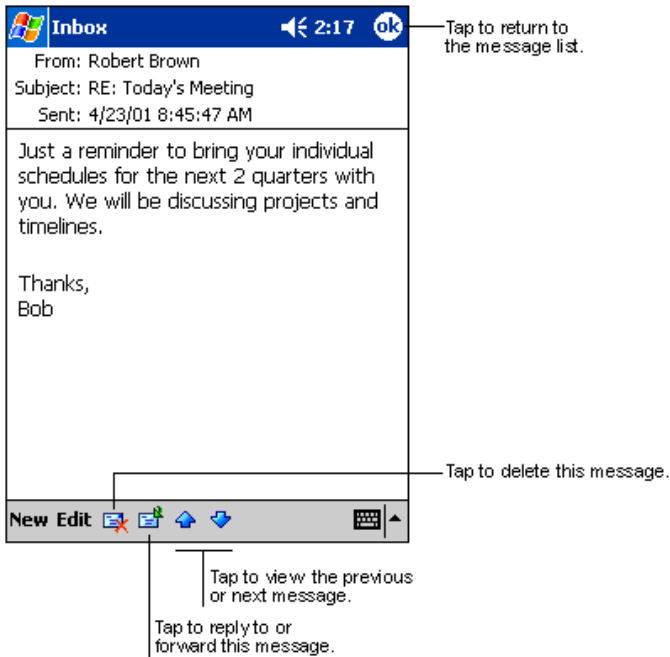 Inbox 2:17 ok
Tap to return to
the message list.
From: Robert Brown
Subject: RE: Today's Meeting
Sent: 4/23/01 8:45:47 AM
Just a reminder to bring your individual
schedules for the next 2 quarters with
you. We will be discussing projects and
timelines.
Thanks,
Bob
Tap to delete this message.
New Edit
Tap to view the previous
or next message.
Tap to reply to or
forward this message.